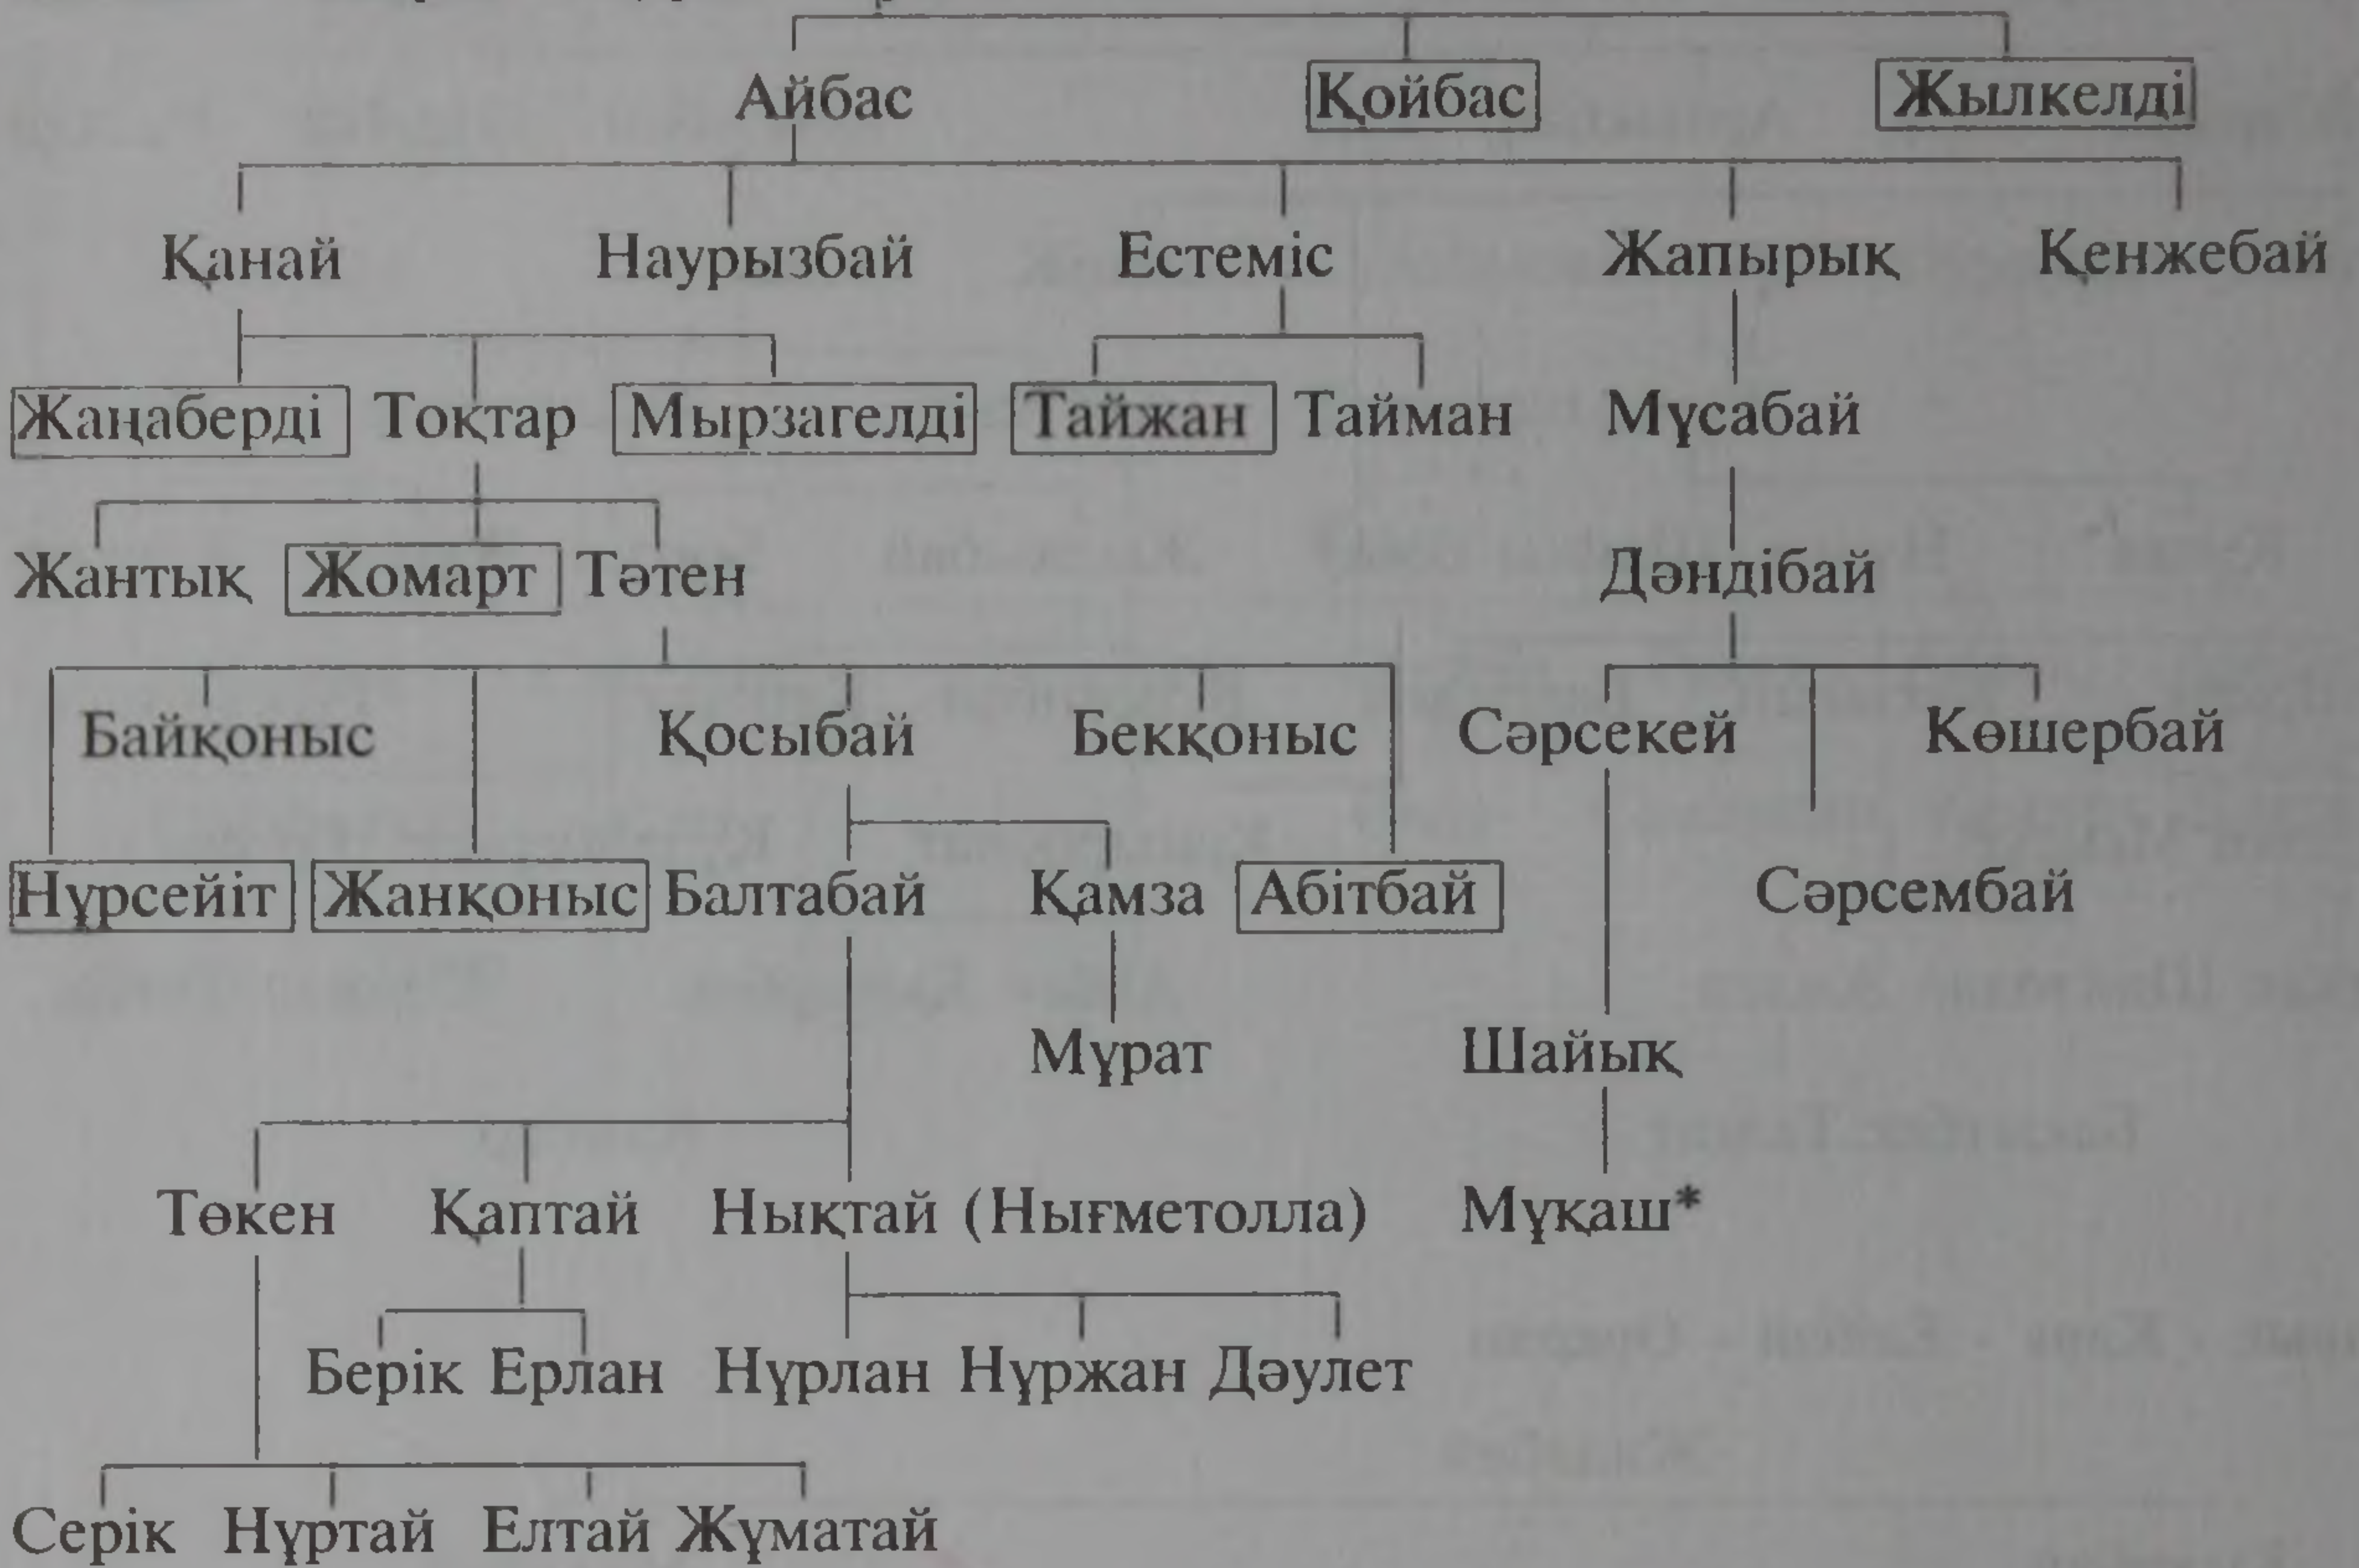 Айбас Қойбас Жылкелді
Қанай Наурызбай Естеміс Жапырық Қенжебай
Жаңаберді Тоқтар Мырзагелді Тайжан Тайман Мұсабай
Жантық Жомарт Тәтен Дәндібай
Байқоныс Қосыбай Бекқоныс Сәрсекей Көшербай
Нұрсейіт Жанқоныс Балтабай Қамза Абітбай Сәрсембай
Мұрат Шайық
Төкен Қаптай Нықтай (Нығметолла) Мұқаш*
Берік Ерлан Нұрлан Нұржан Дәулет
Серік Нұртай Елтай Жұматай